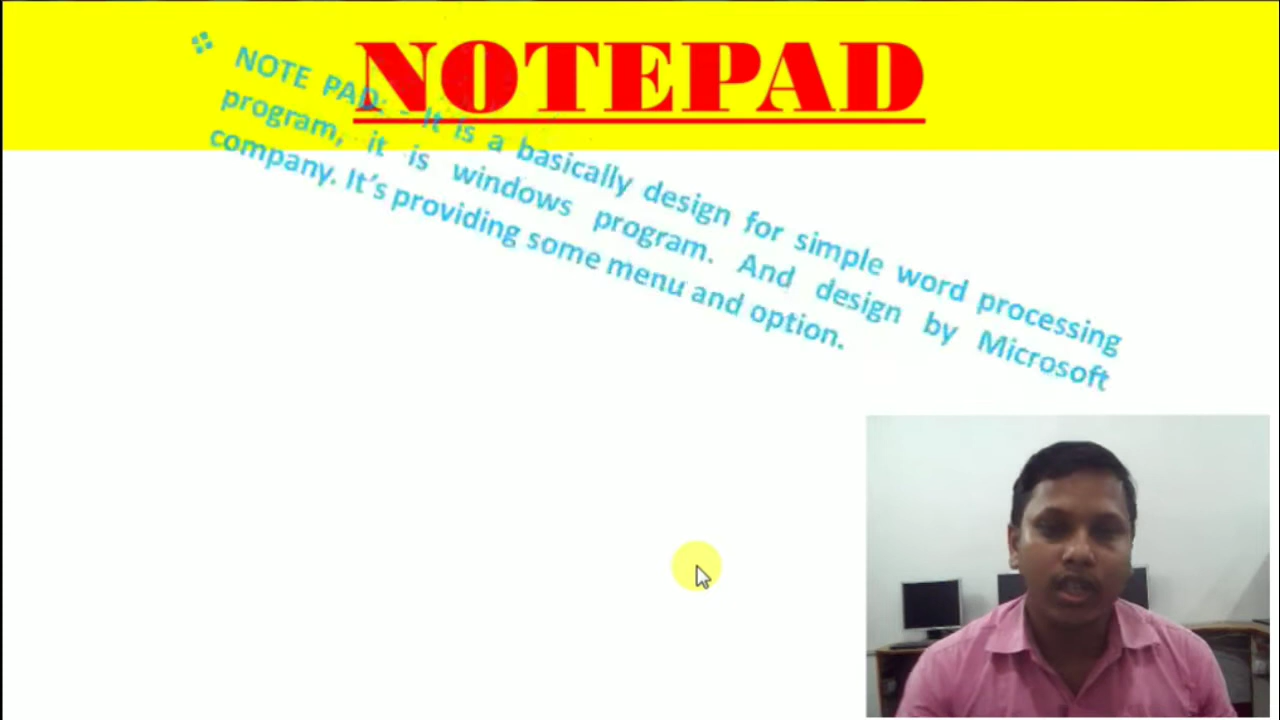 NOTEPAD
❖ NOTE PAD: - It is a basically design for simple word processing
program, it is windows program. And design by Microsoft
company. It’s providing some menu and option.